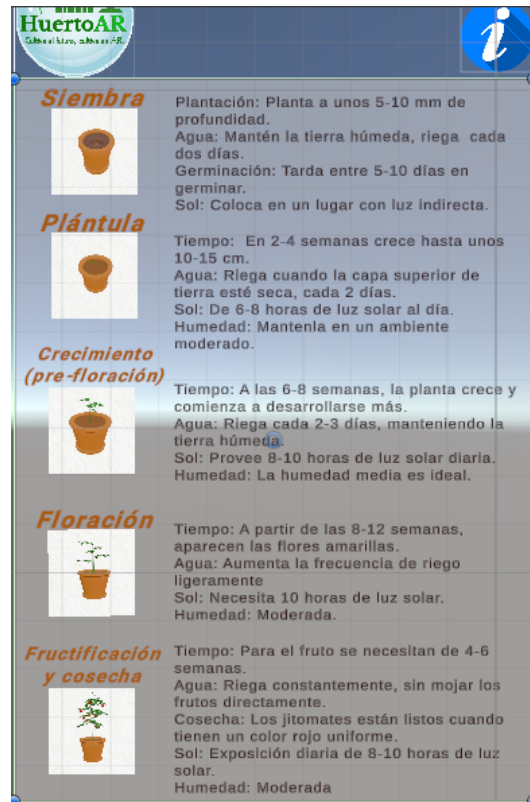 HuertoAR
Cultiva el futuro, cultiva en AR.
i
Siembra
Plantación: Planta a unos 5-10 mm de
profundidad.
Agua: Mantén la tierra húmeda, riega cada
dos días.
Germinación: Tarda entre 5-10 días en
germinar.
Sol: Coloca en un lugar con luz indirecta.
Plántula
Tiempo: En 2-4 semanas crece hasta unos
10-15 cm.
Agua: Riega cuando la capa superior de
tierra esté seca, cada 2 días.
Sol: De 6-8 horas de luz solar al día.
Humedad: Mantenla en un ambiente
moderado.
Crecimiento
(pre-floración)
Tiempo: A las 6-8 semanas, la planta crece y
comienza a desarrollarse más.
Agua: Riega cada 2-3 días, manteniendo la
tierra húmeda.
Sol: Provee 8-10 horas de luz solar diaria.
Humedad: La humedad media es ideal.
Floración
Tiempo: A partir de las 8-12 semanas,
aparecen las flores amarillas.
Agua: Aumenta la frecuencia de riego
ligeramente
Sol: Necesita 10 horas de luz solar.
Humedad: Moderada.
Fructificación
y cosecha
Tiempo: Para el fruto se necesitan de 4-6
semanas.
Agua: Riega constantemente, sin mojar los
frutos directamente.
Cosecha: Los jitomates están listos cuando
tienen un color rojo uniforme.
Sol: Exposición diaria de 8-10 horas de luz
solar.
Humedad: Moderada